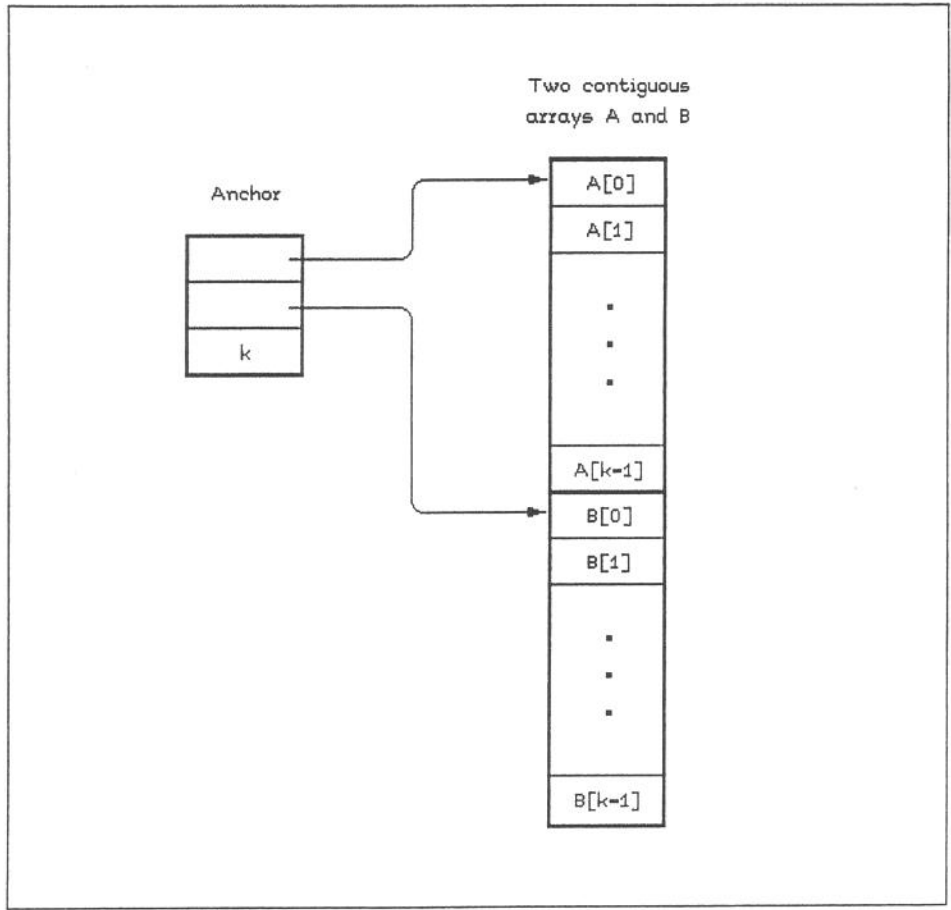 Two contiguous
arrays A and B
Anchor
A[0]
A[1]
k
A[k-1]
B[0]
B[1]
B[k-1]